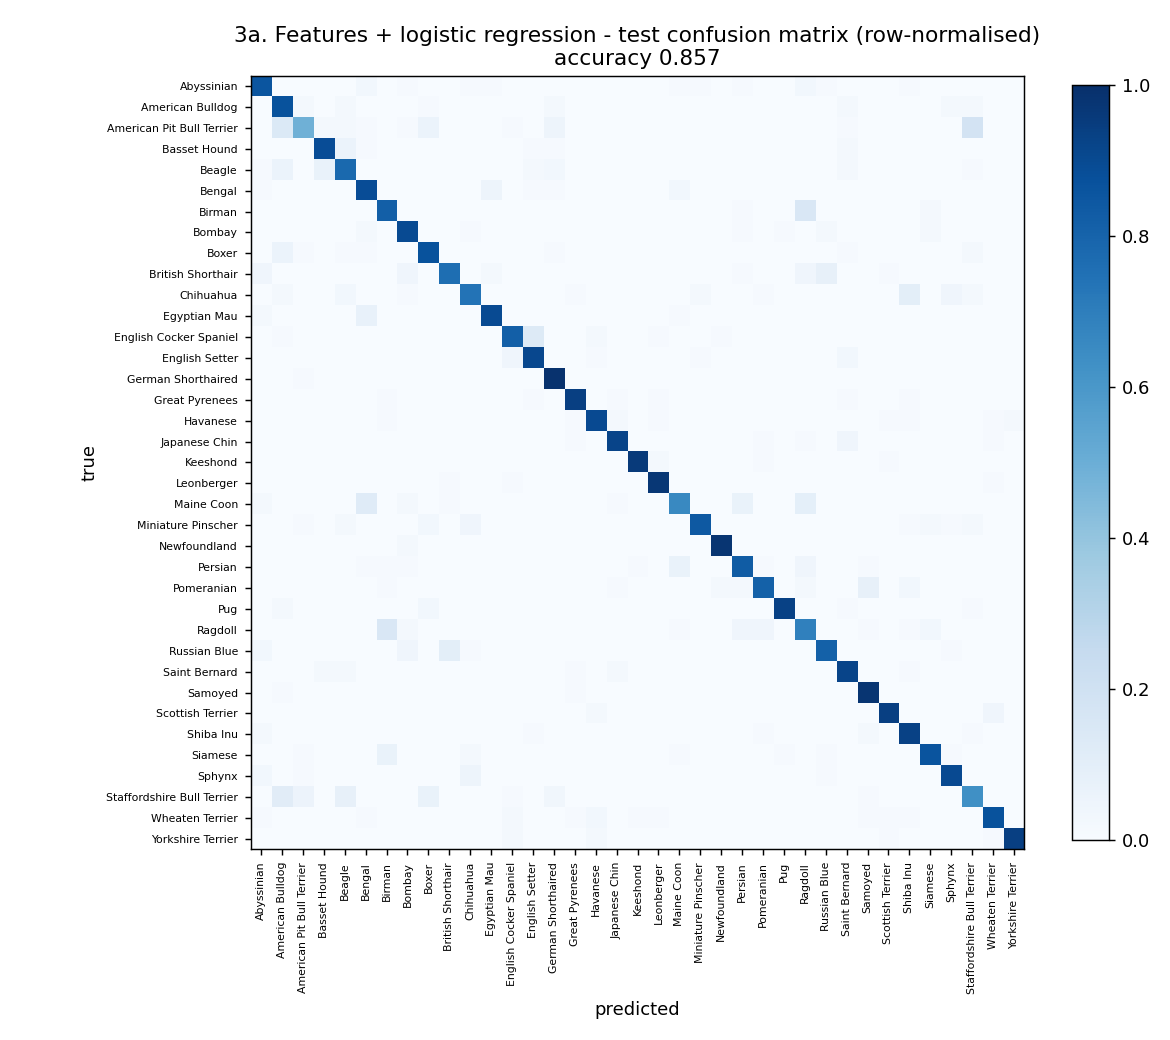 3a. Features + logistic regression - test confusion matrix (row-normalised)
accuracy 0.857
true
Abyssinian
American Bulldog
American Pit Bull Terrier
Basset Hound
Beagle
Bengal
Birman
Bombay
Boxer
British Shorthair
Chihuahua
Egyptian Mau
English Cocker Spaniel
English Setter
German Shorthaired
Great Pyrenees
Havanese
Japanese Chin
Keeshond
Leonberger
Maine Coon
Miniature Pinscher
Newfoundland
Persian
Pomeranian
Pug
Ragdoll
Russian Blue
Saint Bernard
Samoyed
Scottish Terrier
Shiba Inu
Siamese
Sphynx
Staffordshire Bull Terrier
Wheaten Terrier
Yorkshire Terrier
Abyssinian
American Bulldog
American Pit Bull Terrier
Basset Hound
Beagle
Bengal
Birman
Bombay
Boxer
British Shorthair
Chihuahua
Egyptian Mau
English Cocker Spaniel
English Setter
German Shorthaired
Great Pyrenees
Havanese
Japanese Chin
Keeshond
Leonberger
Maine Coon
Miniature Pinscher
Newfoundland
Persian
Pomeranian
Pug
Ragdoll
Russian Blue
Saint Bernard
Samoyed
Scottish Terrier
Shiba Inu
Siamese
Sphynx
Staffordshire Bull Terrier
Wheaten Terrier
Yorkshire Terrier
predicted
1.0
0.8
0.6
0.4
0.2
0.0